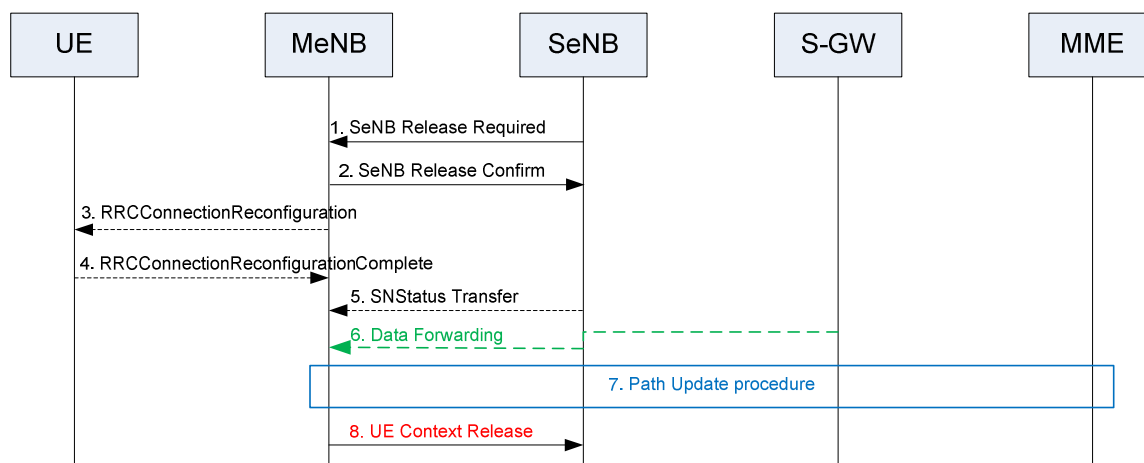 UE
MeNB
SeNB
S-GW
MME
1. SeNB Release Required
2. SeNB Release Confirm
3. RRCConnectionReconfiguration
4. RRCConnectionReconfigurationComplete
5. SNStatus Transfer
6. Data Forwarding
7. Path Update procedure
8. UE Context Release